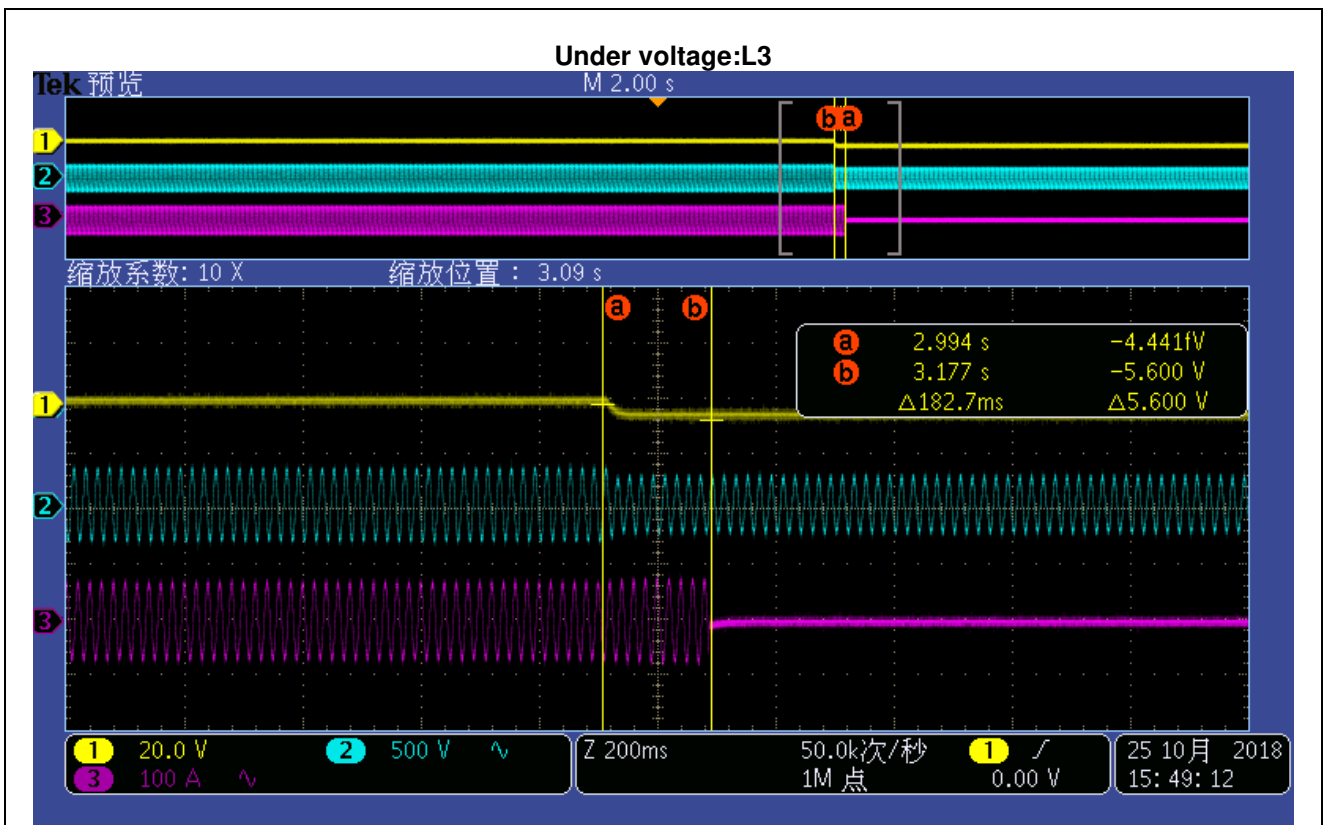 Under voltage:L3
Tek 预览 M 2.00 s
b a
1
2
3
缩放系数: 10 X 缩放位置： 3.09 s
a b
a 2.994 s -4.441fV
b 3.177 s -5.600 V
△182.7ms △5.600 V
1
2
3
1 20.0 V 2 500 V Z 200ms 50.0k次/秒 1 25 10月 2018
3 100 A 1M 点 0.00 V 15:49:12